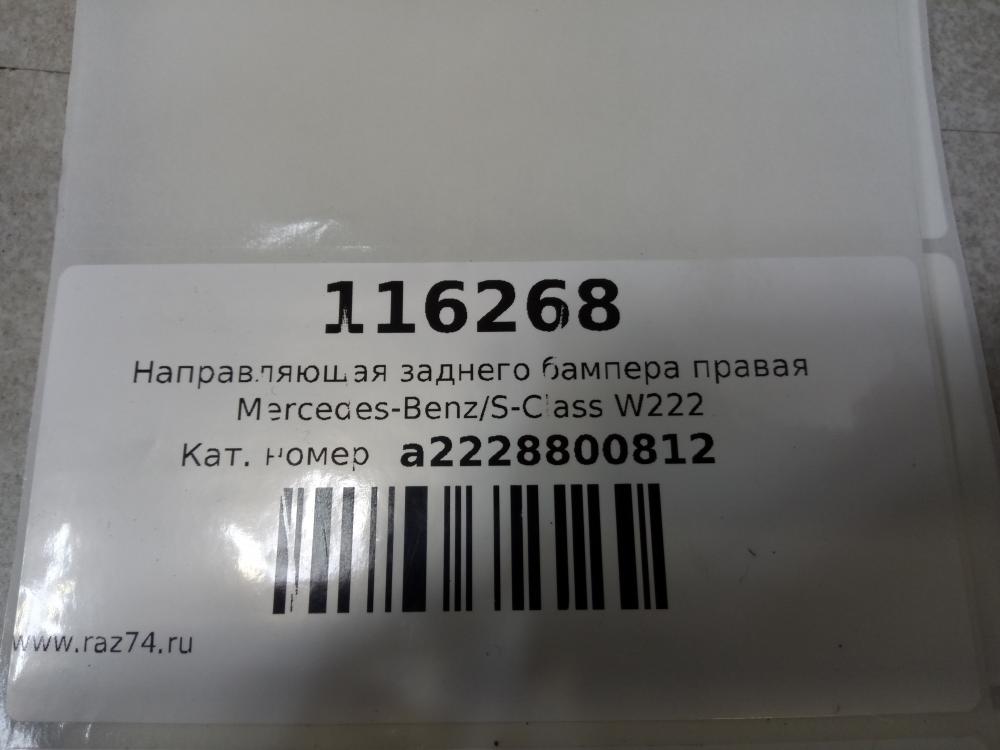 116268
Направляющая заднего бампера правая
Mercedes-Benz/S-Class W222
Кат. номер a2228800812
www.raz74.ru